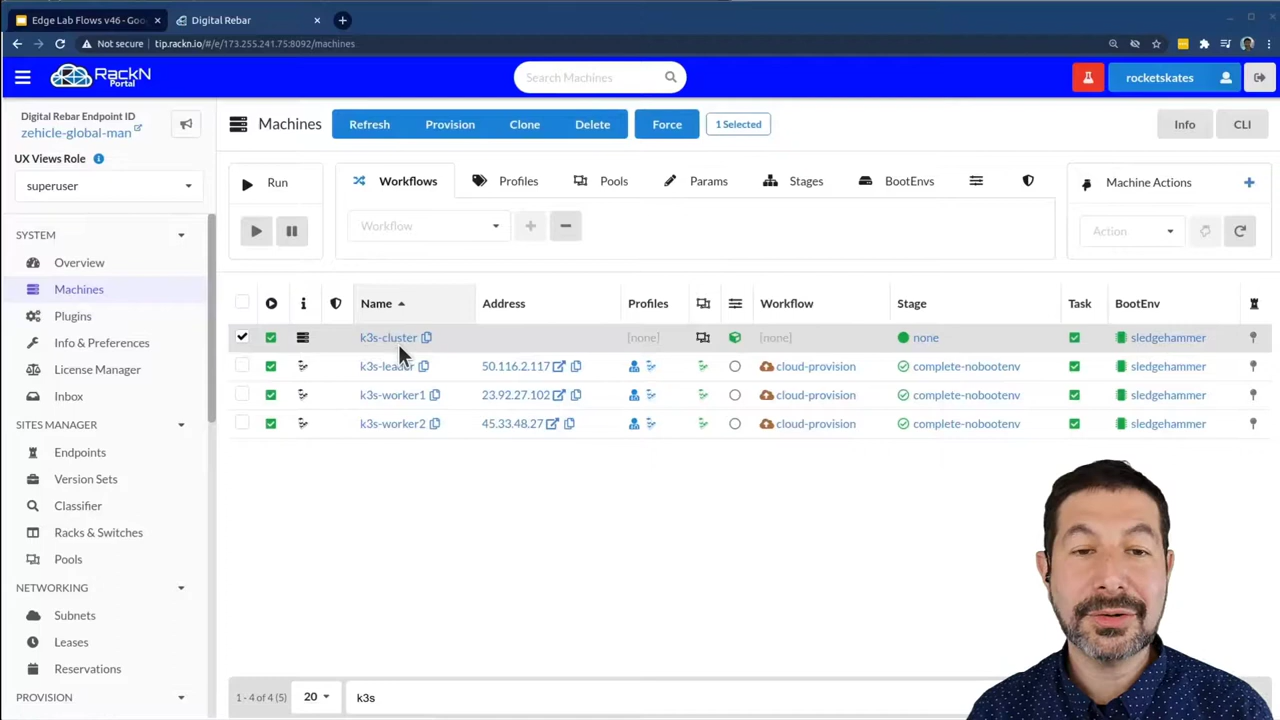 Edge Lab Flows v46 - Goo
Digital Rebar
Not secure
tip.rackn.io/#/e/173.255.241.75:8092/machines
RackN
Portal
Search Machines
rocketskates
Digital Rebar Endpoint ID
zehicle-global-man
UX Views Role
superuser
Machines
Refresh
Provision
Clone
Delete
Force
1 Selected
Info
CLI
Run
Workflows
Profiles
Pools
Params
Stages
BootEnvs
Machine Actions
Workflow
Action
SYSTEM
Overview
Machines
Plugins
Info & Preferences
License Manager
Inbox
SITES MANAGER
Endpoints
Version Sets
Classifier
Racks & Switches
Pools
NETWORKING
Subnets
Leases
Reservations
PROVISION
Name Address Profiles Workflow Stage Task BootEnv
k3s-cluster [none] [none] none sledgehammer
k3s-leader 50.116.2.117 cloud-provision complete-nobootenv sledgehammer
k3s-worker1 23.92.27.102 cloud-provision complete-nobootenv sledgehammer
k3s-worker2 45.33.48.27 cloud-provision complete-nobootenv sledgehammer
1 - 4 of 4 (5)
20
k3s